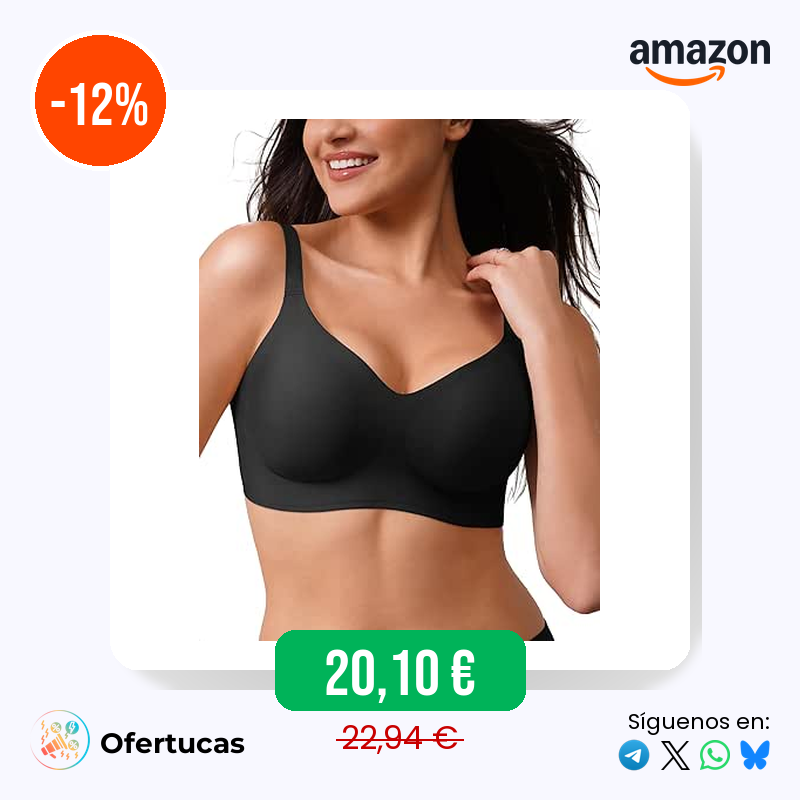 -12%
amazon
20,10 €
22,94 €
Ofertucas
Síguenos en: